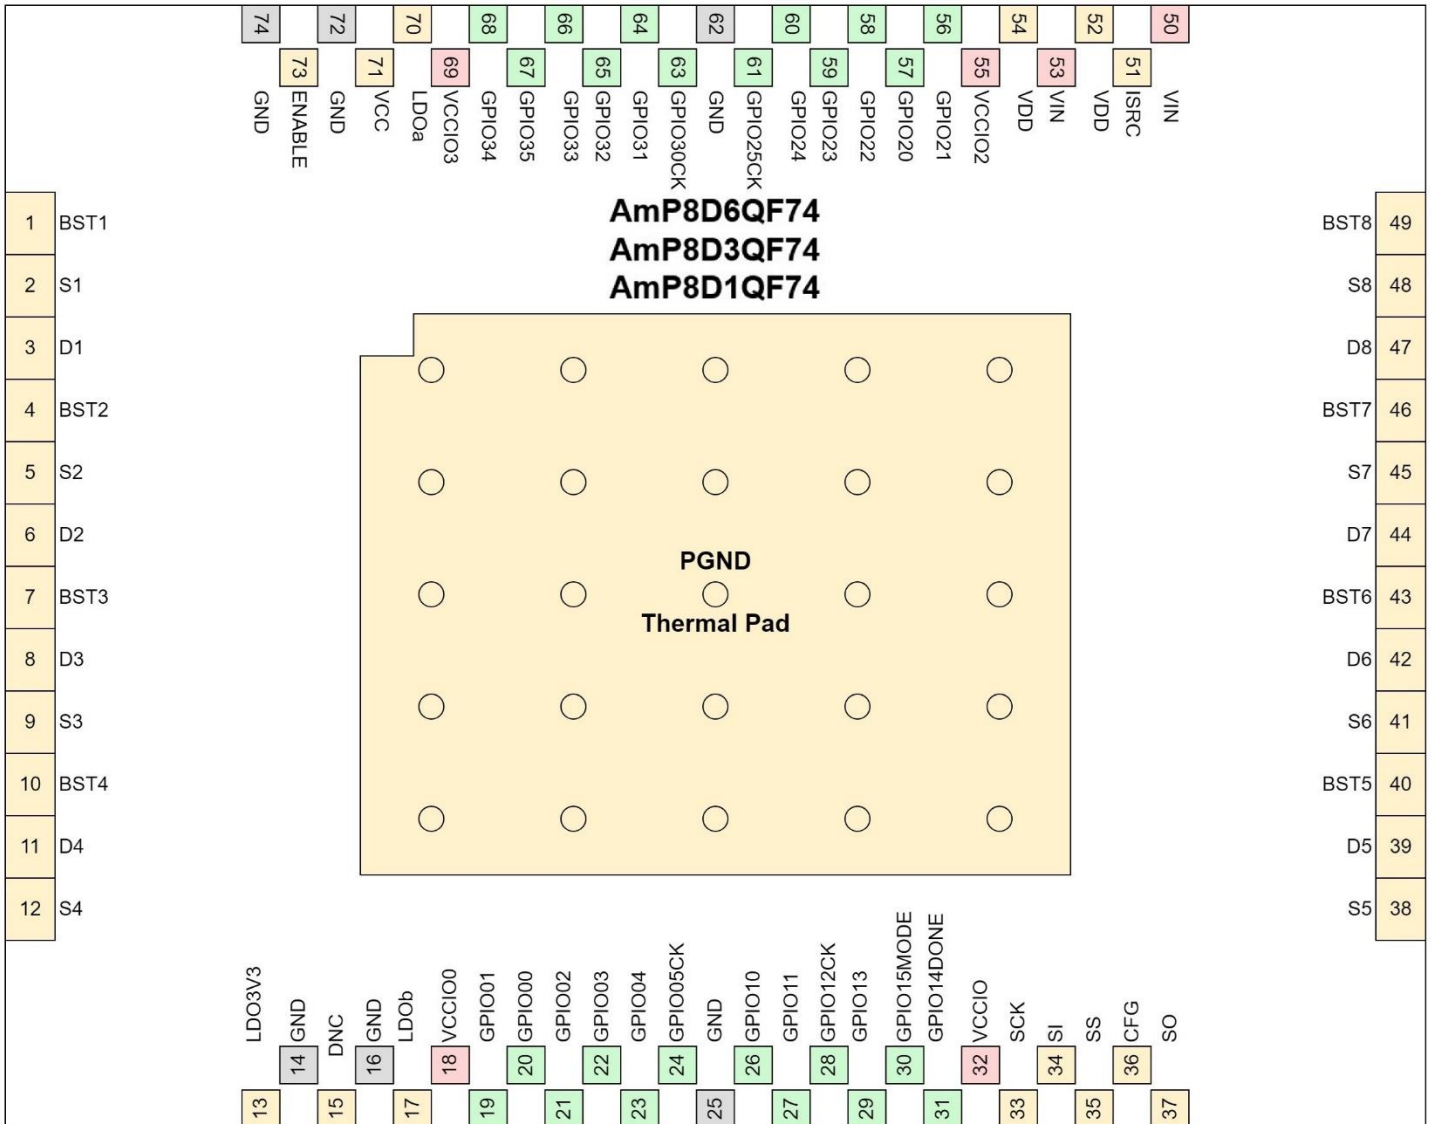 74 72 70 68 66 64 62 60 58 56 54 52 50
73 71 69 67 65 63 61 59 57 55 53 51
GND ENABLE GND VCC LDOa VCCIO3 GPIO34 GPIO35 GPIO33 GPIO32 GPIO31 GPIO30CK GND GPIO25CK GPIO24 GPIO23 GPIO22 GPIO20 GPIO21 VCCIO2 VDD VIN VDD ISRC VIN
AmP8D6QF74
AmP8D3QF74
AmP8D1QF74
1 BST1
2 S1
3 D1
4 BST2
5 S2
6 D2
7 BST3
8 D3
9 S3
10 BST4
11 D4
12 S4
PGND
Thermal Pad
BST8 49
S8 48
D8 47
BST7 46
S7 45
D7 44
BST6 43
D6 42
S6 41
BST5 40
D5 39
S5 38
LDO3V3 GND DNC GND LDOb VCCIO0 GPIO01 GPIO00 GPIO02 GPIO03 GPIO04 GPIO05CK GND GPIO10 GPIO11 GPIO12CK GPIO13 GPIO15MODE GPIO14DONE VCCIO SCK SI SS CFG SO
14 16 18 20 22 24 26 28 30 32 34 36
13 15 17 19 21 23 25 27 29 31 33 35 37